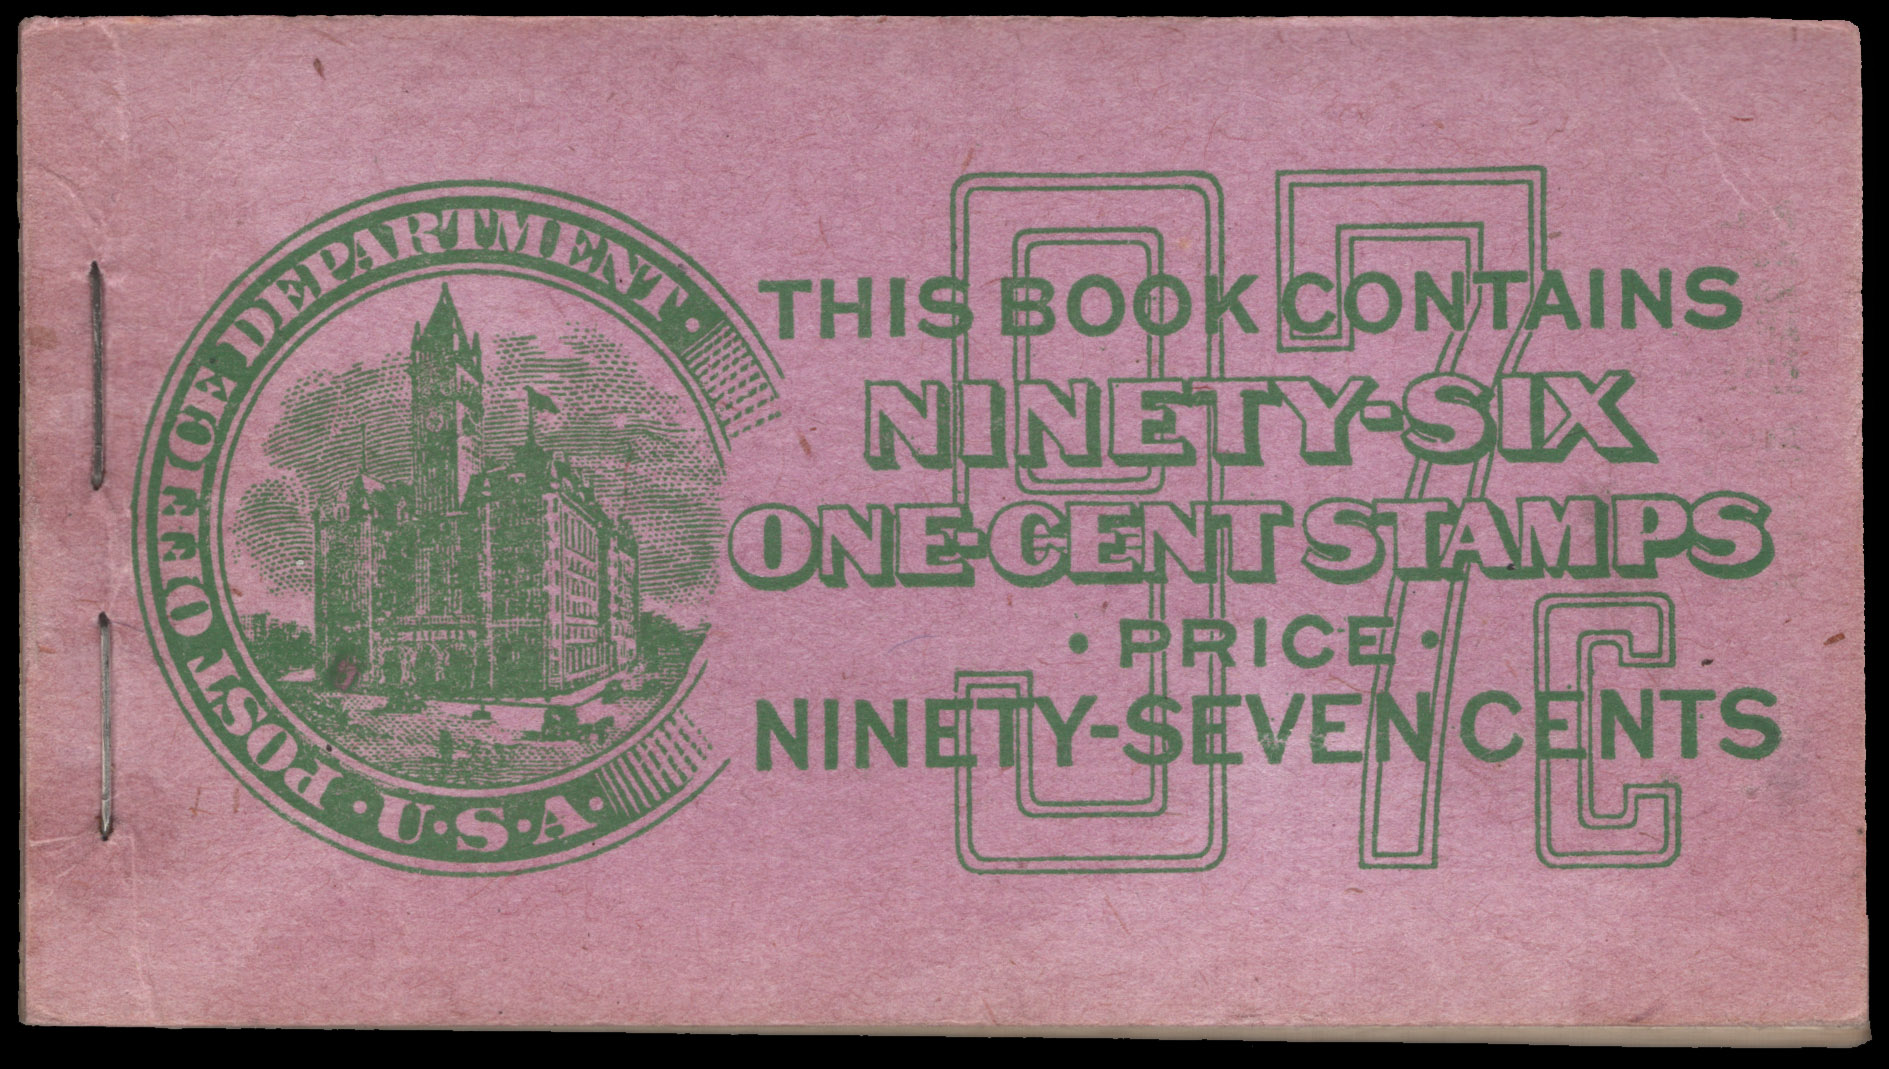 POST OFFICE DEPARTMENT·
·U·S·A·
97c
THIS BOOK CONTAINS
NINETY-SIX
ONE-CENT STAMPS
· PRICE ·
NINETY-SEVEN CENTS